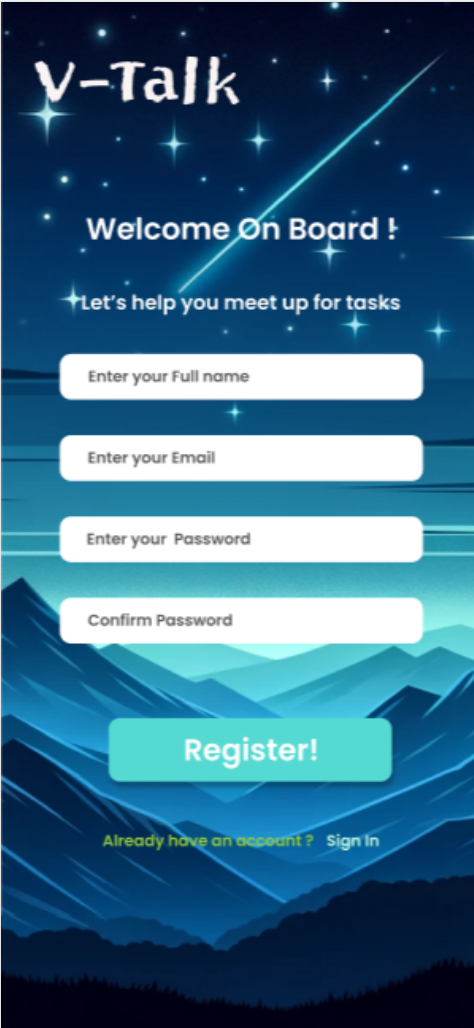 V-Talk
Welcome On Board !
Let's help you meet up for tasks
Enter your Full name
Enter your Email
Enter your  Password
Confirm Password
Register!
Already have an account ? Sign In